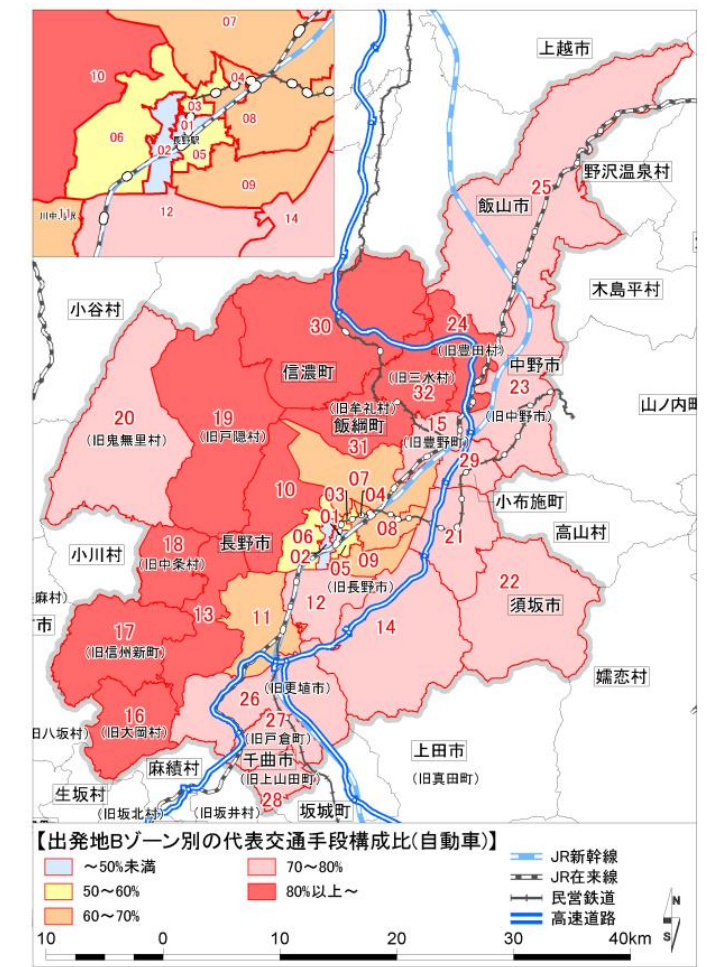 07
10
04
03
06
01
08
長野駅
02
05
09
12
14
11
上越市
野沢温泉村
25
飯山市
木島平村
小谷村
30
24
(旧豊田村)
信濃町
中野市
(旧三水村)
23
32
山ノ内町
20
19
(旧牟礼村)
15
(旧中野市)
(旧鬼無里村)
(旧戸隠村)
飯綱町
(旧豊野町)
31
29
10
07
03
04
小布施町
01
高山村
18
長野市
06
08
21
小川村
02
05
09
22
(旧中条村)
(旧長野市)
須坂市
麻村)
12
13
市
11
14
17
(旧信州新町)
嬬恋村
(旧更埴市)
26
16
27
旧八坂村)
(旧大岡村)
(旧戸倉町)
上田市
麻績村
千曲市
(旧真田町)
生坂村
(旧上山田町)
28
(旧坂北村)
(旧坂井村)
坂城町
【出発地Bゾーン別の代表交通手段構成比(自動車)】
～50%未満
70～80%
JR新幹線
50～60%
80%以上～
JR在来線
60～70%
民営鉄道
高速道路
N
S
10
0
10
20
30
40km